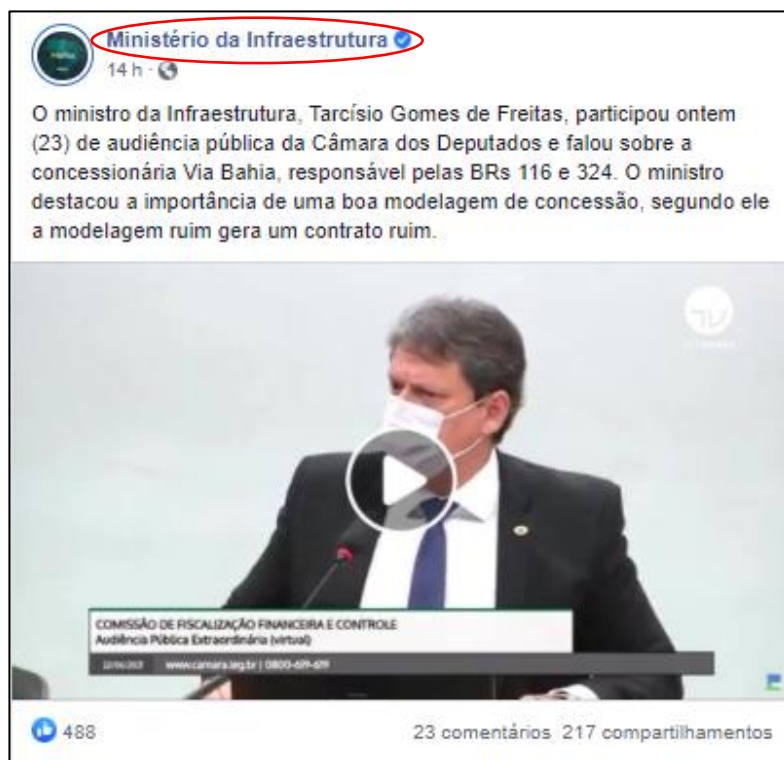 Ministério da Infraestrutura
14 h ·
O ministro da Infraestrutura, Tarcísio Gomes de Freitas, participou ontem
(23) de audiência pública da Câmara dos Deputados e falou sobre a
concessionária Via Bahia, responsável pelas BRs 116 e 324. O ministro
destacou a importância de uma boa modelagem de concessão, segundo ele
a modelagem ruim gera um contrato ruim.
COMISSÃO DE FISCALIZAÇÃO FINANCEIRA E CONTROLE
Audiência Pública Extraordinária (virtual)
www.camara.leg.br | 0800-619-619
488
23 comentários 217 compartilhamentos